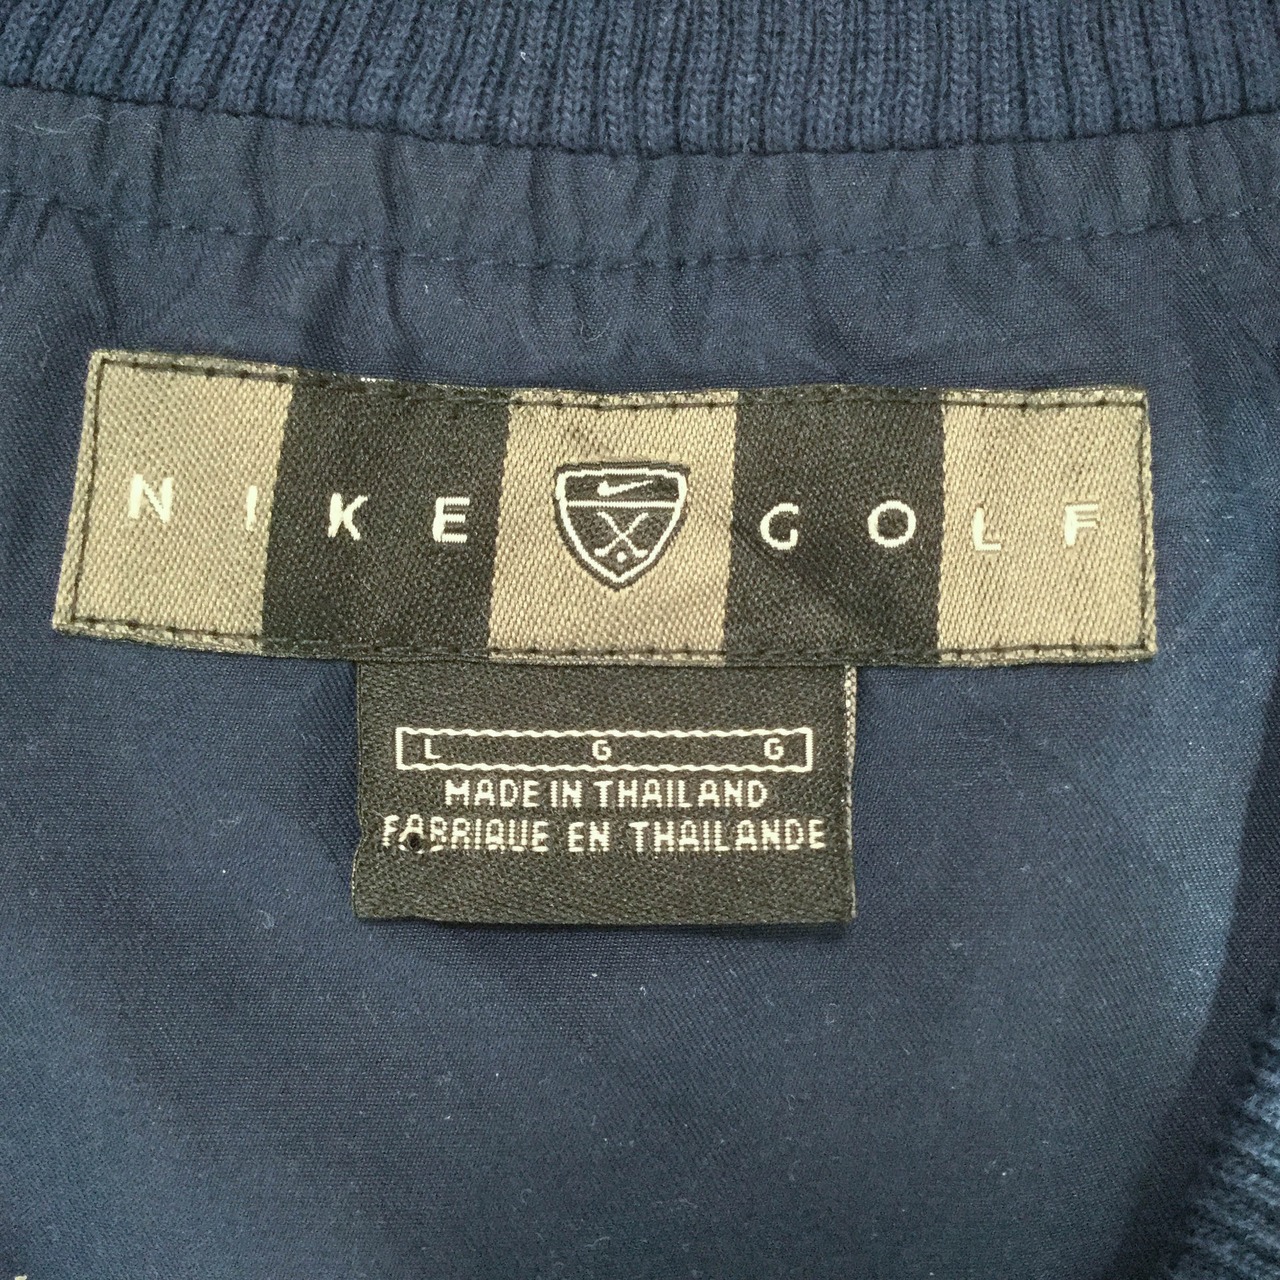 NIKE GOLF
L G G
MADE IN THAILAND
FABRIQUE EN THAILANDE